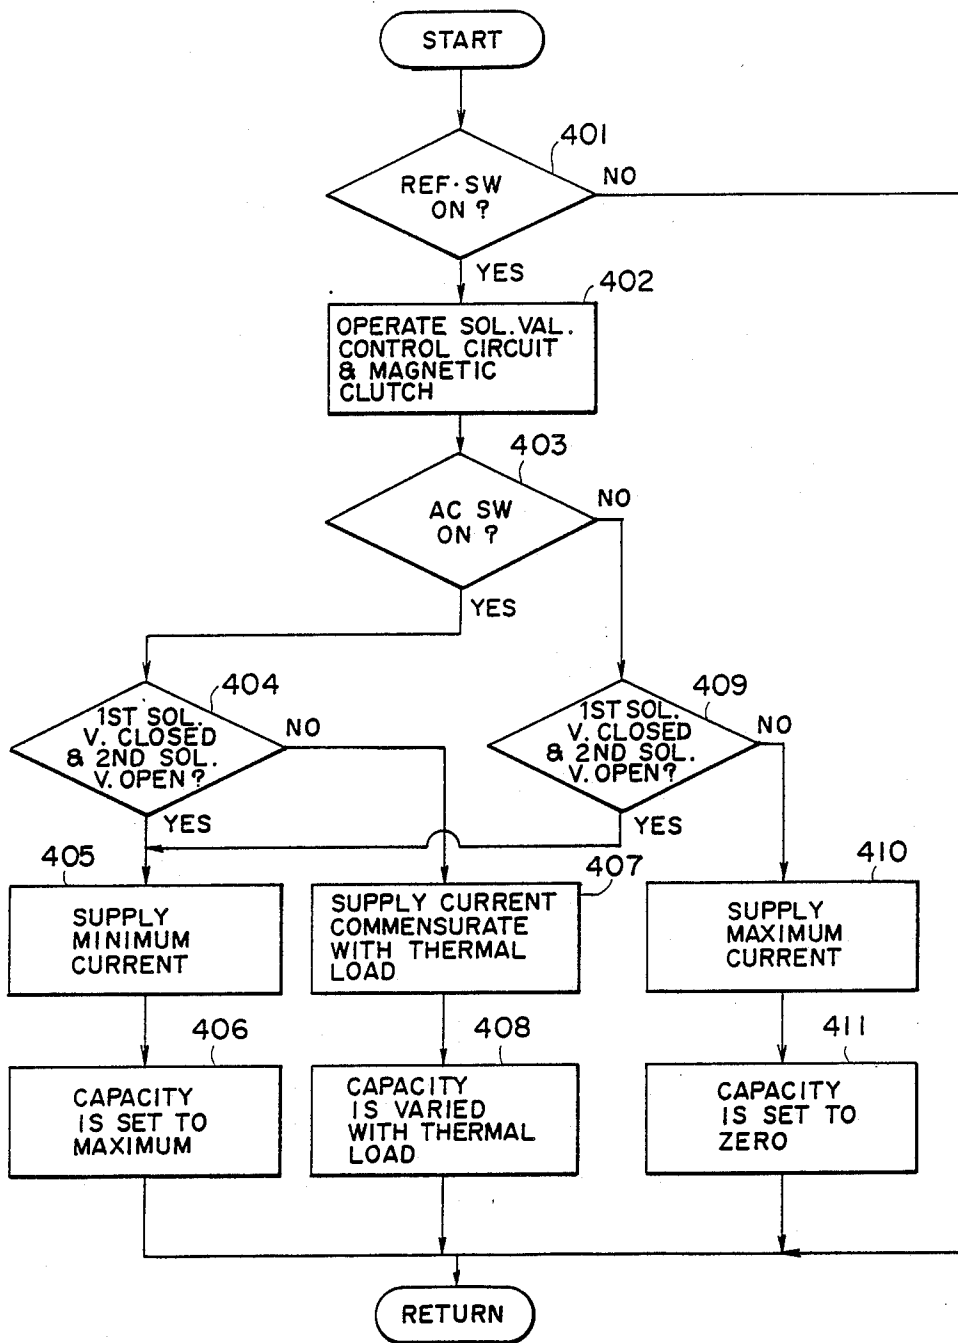 START
401
REF·SW
ON?
NO
YES
402
OPERATE SOL.VAL.
CONTROL CIRCUIT
& MAGNETIC
CLUTCH
403
AC SW
ON?
NO
YES
404
1ST SOL.
V. CLOSED
& 2ND SOL.
V. OPEN?
NO
YES
409
1ST SOL.
V. CLOSED
& 2ND SOL.
V. OPEN?
NO
YES
405
SUPPLY
MINIMUM
CURRENT
407
SUPPLY CURRENT
COMMENSURATE
WITH THERMAL
LOAD
410
SUPPLY
MAXIMUM
CURRENT
406
CAPACITY
IS SET TO
MAXIMUM
408
CAPACITY
IS VARIED
WITH THERMAL
LOAD
411
CAPACITY
IS SET TO
ZERO
RETURN